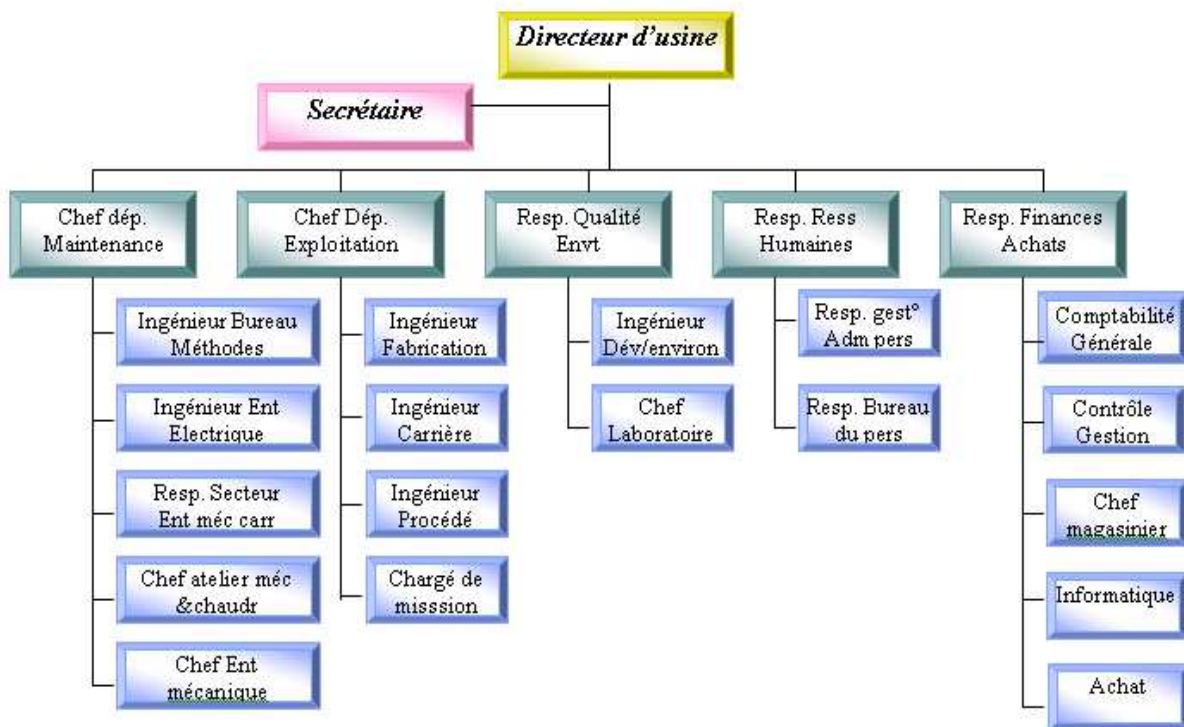 Directeur d'usine
Secrétaire
Chef dép.
Maintenance
Chef Dép.
Exploitation
Resp. Qualité
Envt
Resp. Ress
Humaines
Resp. Finances
Achats
Ingénieur Bureau
Méthodes
Ingénieur Ent
Electrique
Resp. Secteur
Ent méc carr
Chef atelier méc
&chaudr
Chef Ent
mécanique
Ingénieur
Fabrication
Ingénieur
Carrière
Ingénieur
Procédé
Chargé de
misssion
Ingénieur
Dév/environ
Chef
Laboratoire
Resp. gest°
Adm pers
Resp. Bureau
du pers
Comptabilité
Générale
Contrôle
Gestion
Chef
magasinier
Informatique
Achat